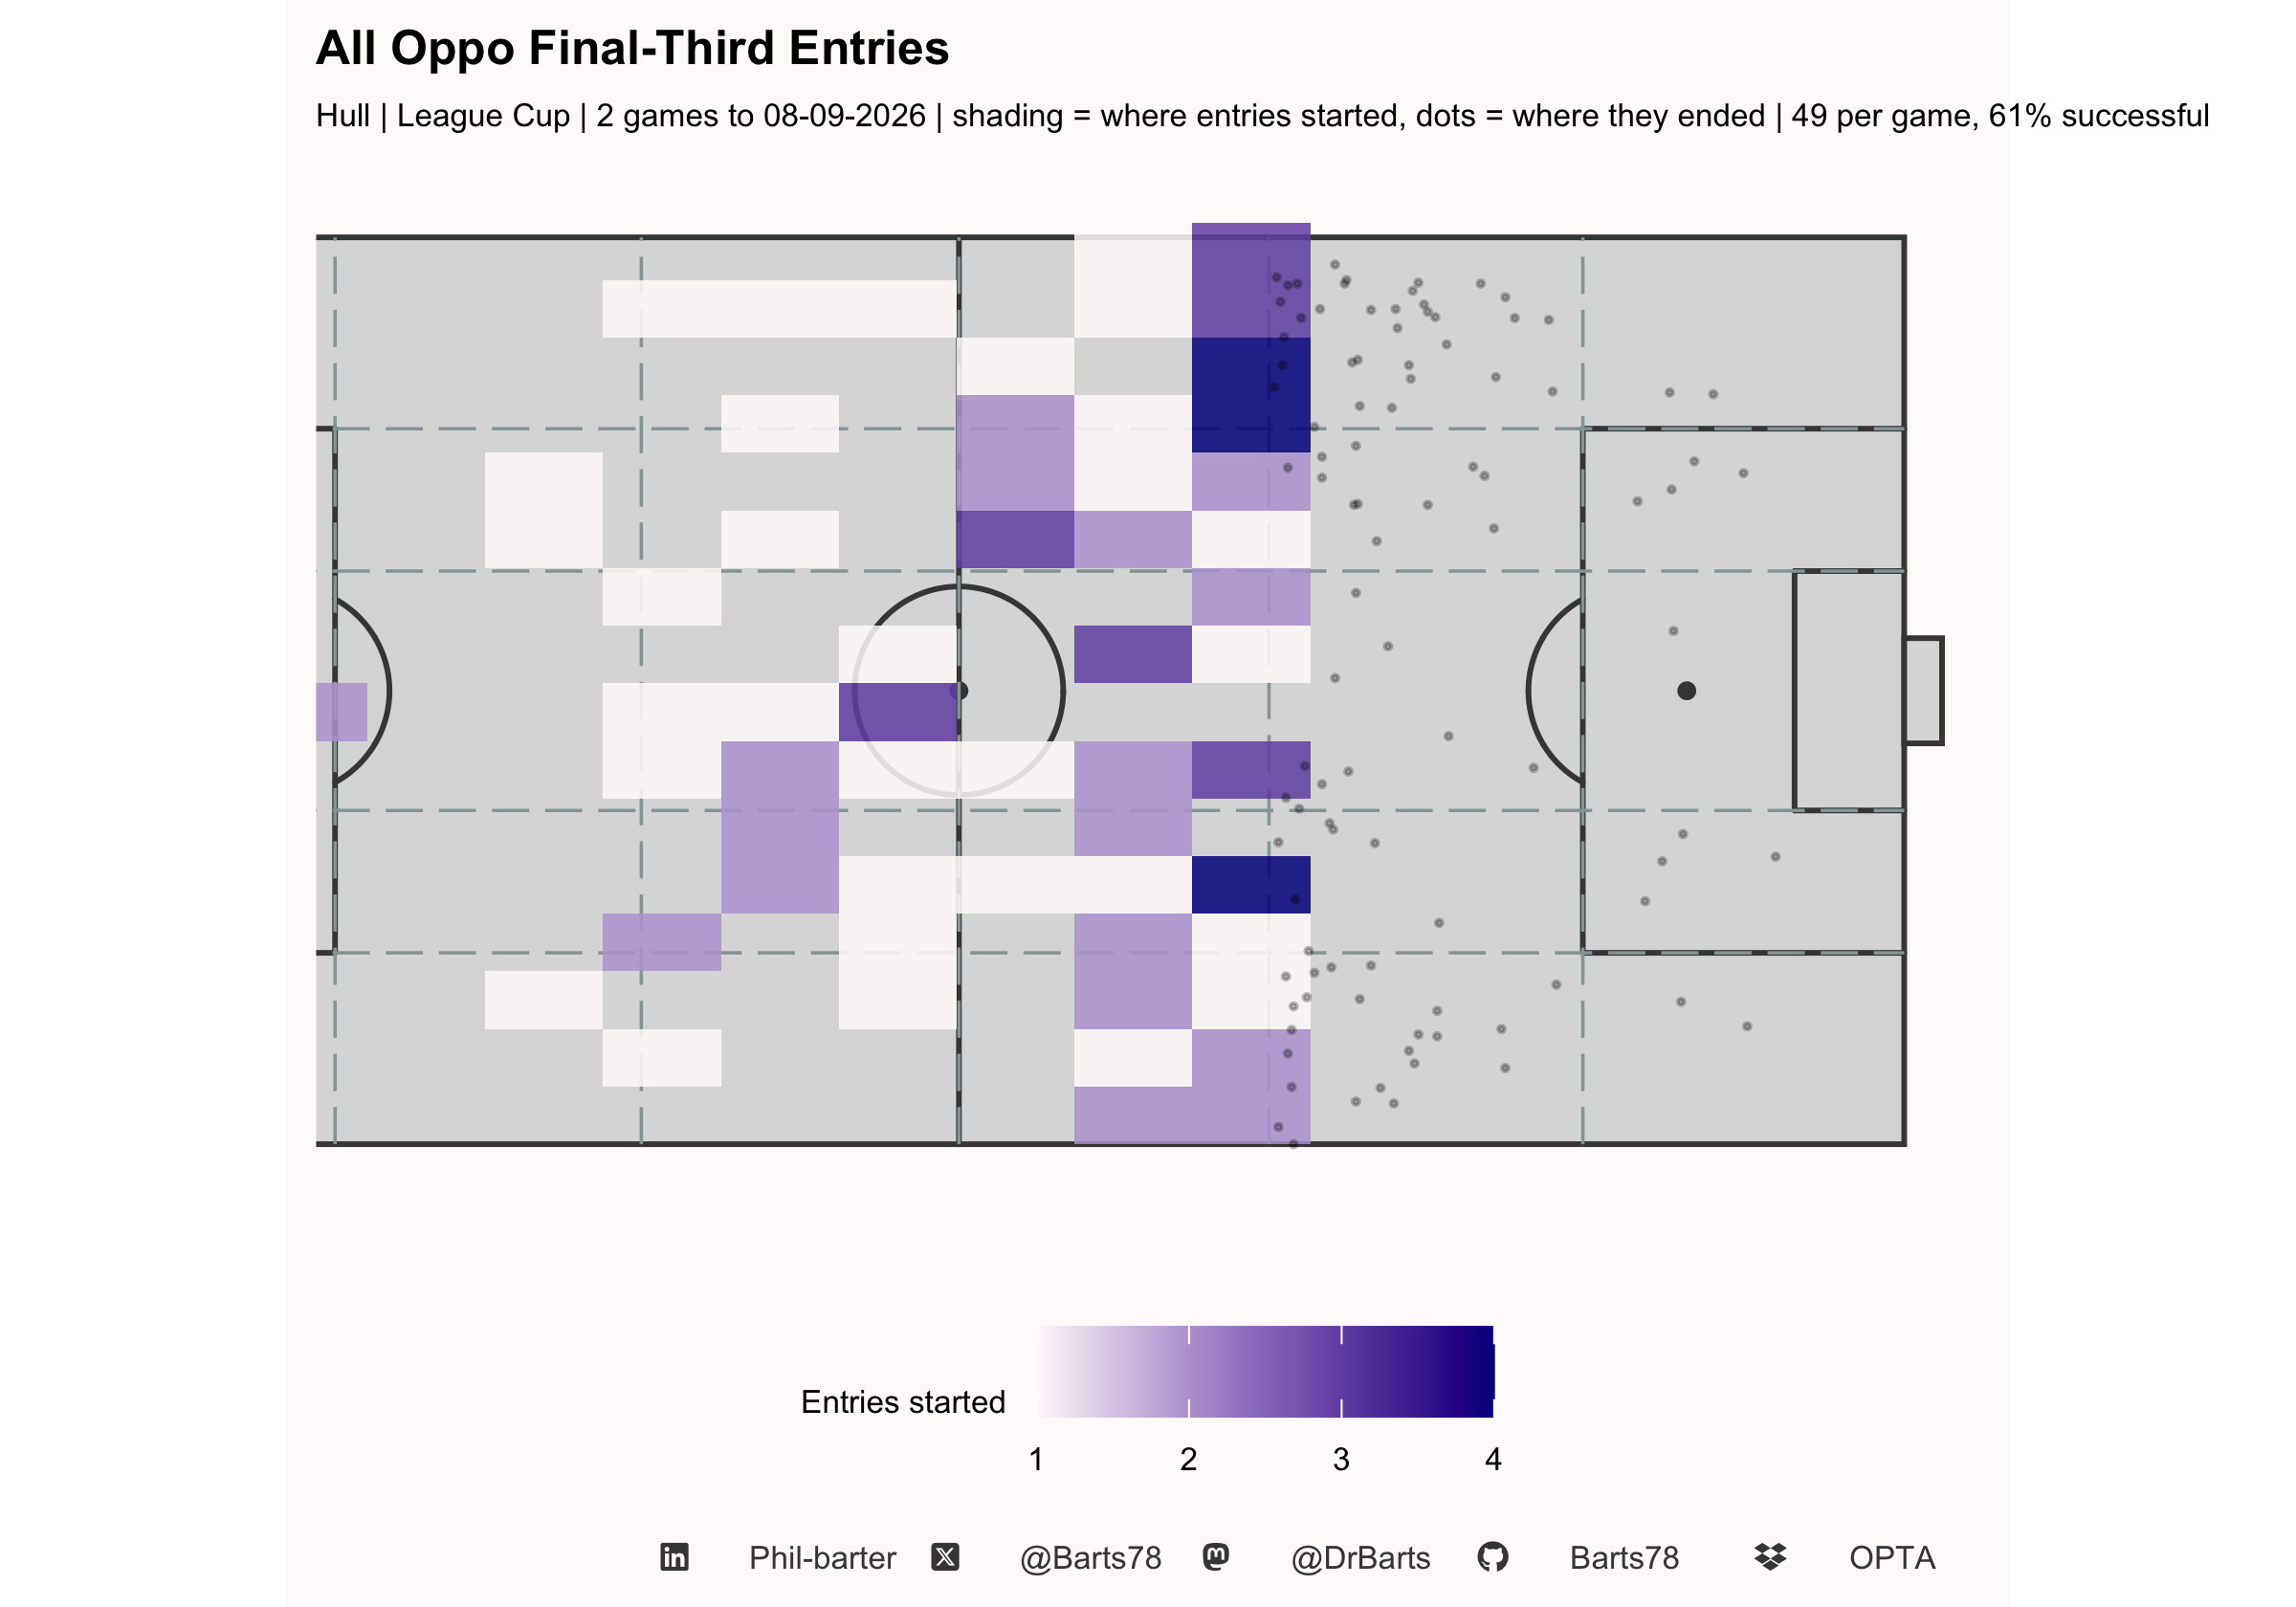 All Oppo Final-Third Entries
Hull | League Cup | 2 games to 08-09-2026 | shading = where entries started, dots = where they ended | 49 per game, 61% successful
Entries started
1 2 3 4
Phil-barter @Barts78 @DrBarts Barts78 OPTA